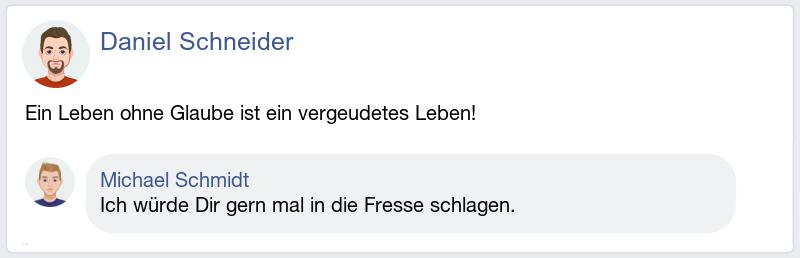 Daniel Schneider
Ein Leben ohne Glaube ist ein vergeudetes Leben!
Michael Schmidt
Ich würde Dir gern mal in die Fresse schlagen.